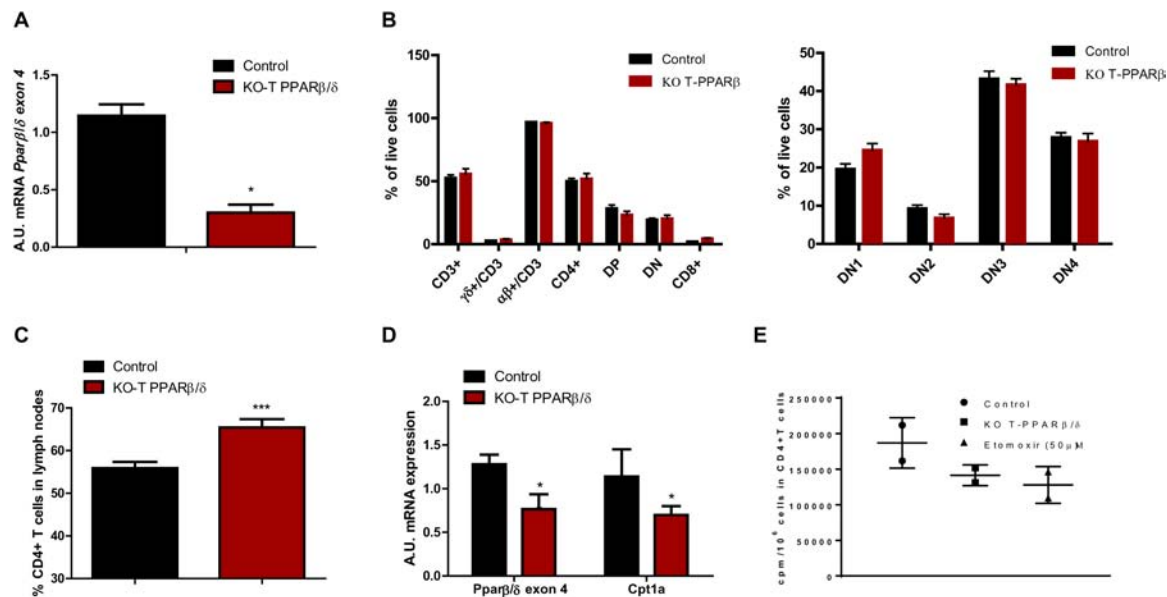 A
A.U. mRNA Pparβ/δ exon 4
1.5
1.0
0.5
0.0
Control
KO-T PPARβ/δ
*
B
% of live cells
150
100
50
0
Control
KO T-PPARβ
CD3+
γδ+/CD3
αβ+/CD3
CD4+
DP
DN
CD8+
% of live cells
50
40
30
20
10
0
Control
KO T-PPARβ
DN1
DN2
DN3
DN4
C
Control
KO-T PPARβ/δ
% CD4+ T cells in lymph nodes
70
60
50
40
30
***
D
Control
KO-T PPARβ/δ
A.U. mRNA expression
2.0
1.5
1.0
0.5
0.0
*
*
Pparβ/δ exon 4
Cpt1a
E
cpm/10⁶ cells in CD4+T cells
250000
200000
150000
100000
50000
0
Control
KO T-PPARβ/δ
Etomoxir (50µ)M